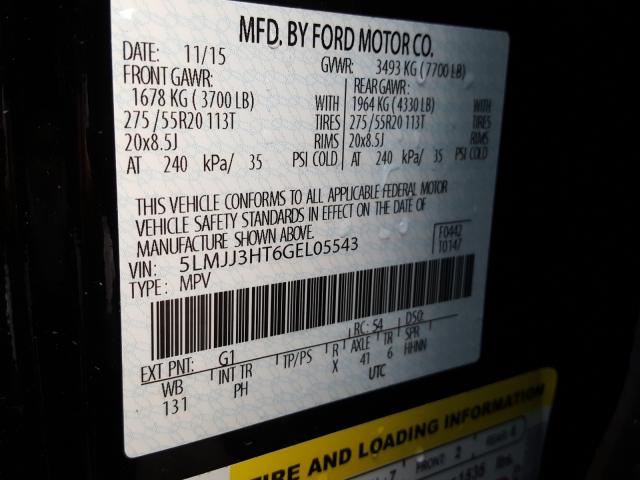 MFD. BY FORD MOTOR CO.
DATE: 11/15 GVWR: 3493 KG (7700 LB)
FRONT GAWR: REAR GAWR:
1678 KG (3700 LB) WITH 1964 KG (4330 LB) WITH
275/55R20 113T TIRES 275/55R20 113T TIRES
20x8.5J RIMS 20x8.5J RIMS
AT 240 kPa/ 35 PSI COLD AT 240 kPa/ 35 PSI COLD
THIS VEHICLE CONFORMS TO ALL APPLICABLE FEDERAL MOTOR
VEHICLE SAFETY STANDARDS IN EFFECT ON THE DATE OF
MANUFACTURE SHOWN ABOVE. F0442
VIN: 5LMJJ3HT6GEL05543 T0147
TYPE: MPV
EXT PNT: G1 RC: 54 DSO:
WB INT TR TP/PS R AXLE TR SPR
131 PH X 41 6 HHNN
UTC
TIRE AND LOADING INFORMATION
7 FRONT: 2 REAR: